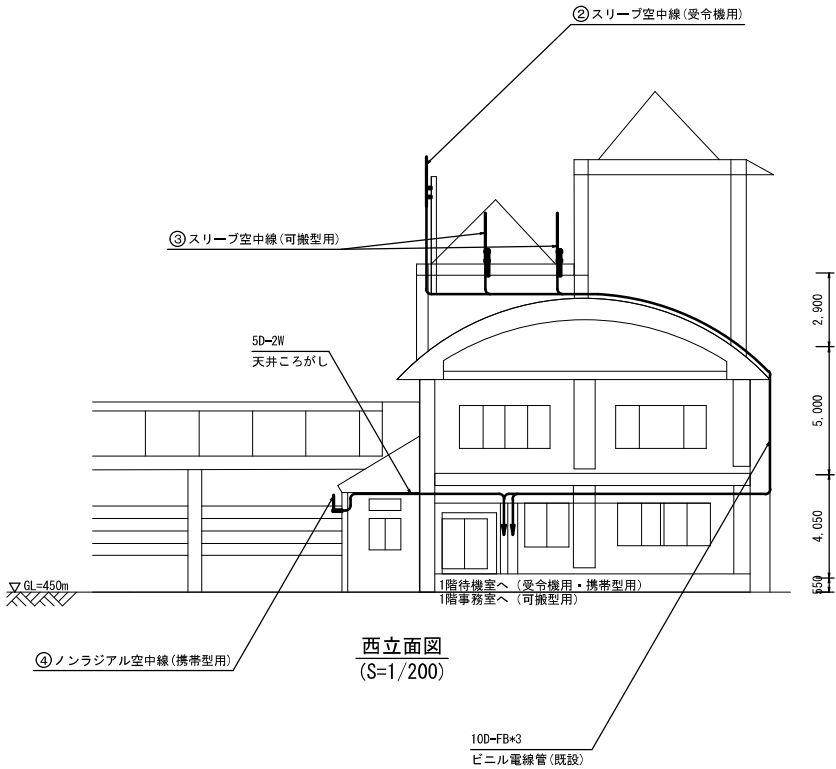 ②スリーブ空中線(受令機用)
③スリーブ空中線(可搬型用)
2,900
5D-2W
天井ころがし
5,000
4,050
550
GL=450m
1階待機室へ (受令機用・携帯型用)
1階事務室へ (可搬型用)
西立面図
(S=1/200)
④ノンラジアル空中線(携帯型用)
10D-FB*3
ビニル電線管(既設)